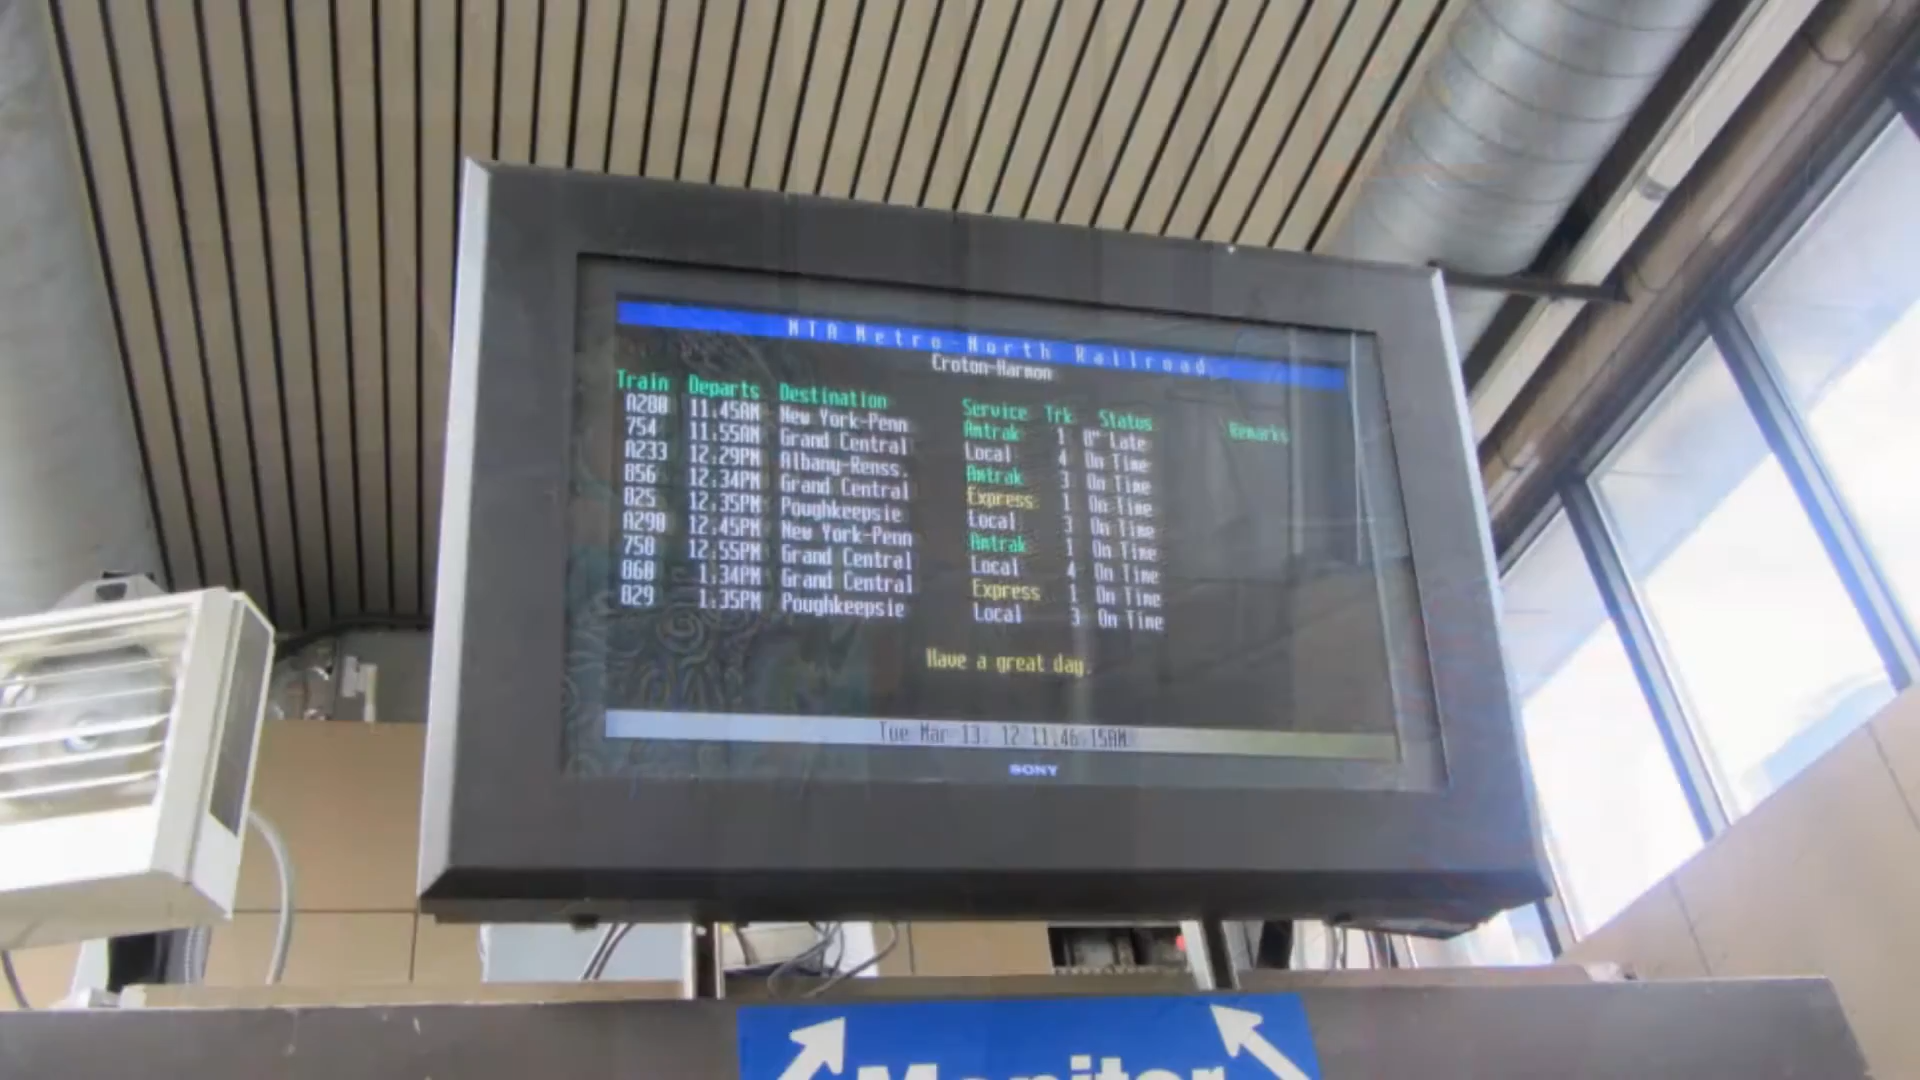 MTA Metro-North Railroad
Croton-Harmon
Train Departs Destination Service Trk Status Remarks
A280 11:45AM New York-Penn Amtrak 1 8" Late
754 11:55AM Grand Central Local 4 On Time
A233 12:29PM Albany-Renss. Amtrak 3 On Time
856 12:34PM Grand Central Express 1 On Time
825 12:35PM Poughkeepsie Local 3 On Time
A290 12:45PM New York-Penn Amtrak 1 On Time
758 12:55PM Grand Central Local 4 On Time
860 1:34PM Grand Central Express 1 On Time
829 1:35PM Poughkeepsie Local 3 On Time
Have a great day.
Tue Mar 13, 12 11:46:15AM
SONY
Monitor